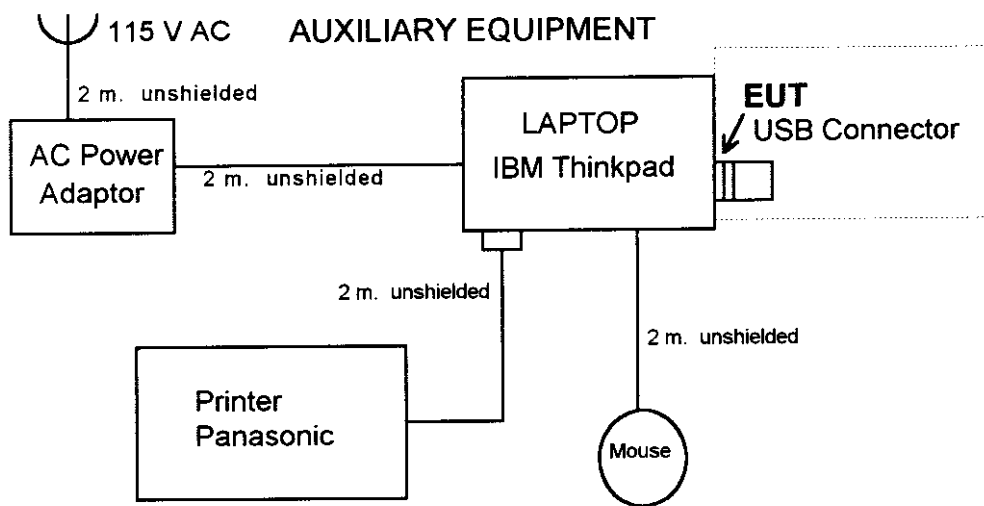 115 V AC
AUXILIARY EQUIPMENT
2 m. unshielded
AC Power
Adaptor
2 m. unshielded
LAPTOP
IBM Thinkpad
EUT
USB Connector
2 m. unshielded
2 m. unshielded
Printer
Panasonic
Mouse